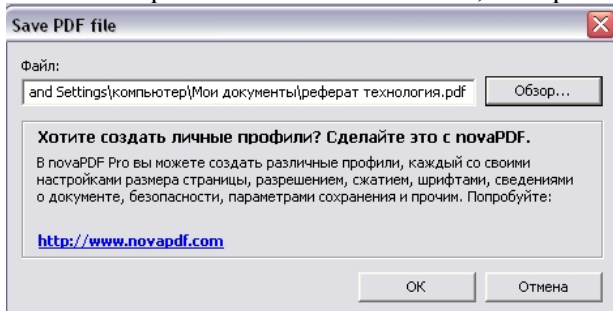 Save PDF file
Файл:
and Settings\компьютер\Мои документы\реферат технология.pdf
Обзор...
Хотите создать личные профили? Сделайте это с novaPDF.
В novaPDF Pro вы можете создать различные профили, каждый со своими
настройками размера страницы, разрешением, сжатием, шрифтами, сведениями
о документе, безопасности, параметрами сохранения и прочим. Попробуйте:
http://www.novapdf.com
OK
Отмена